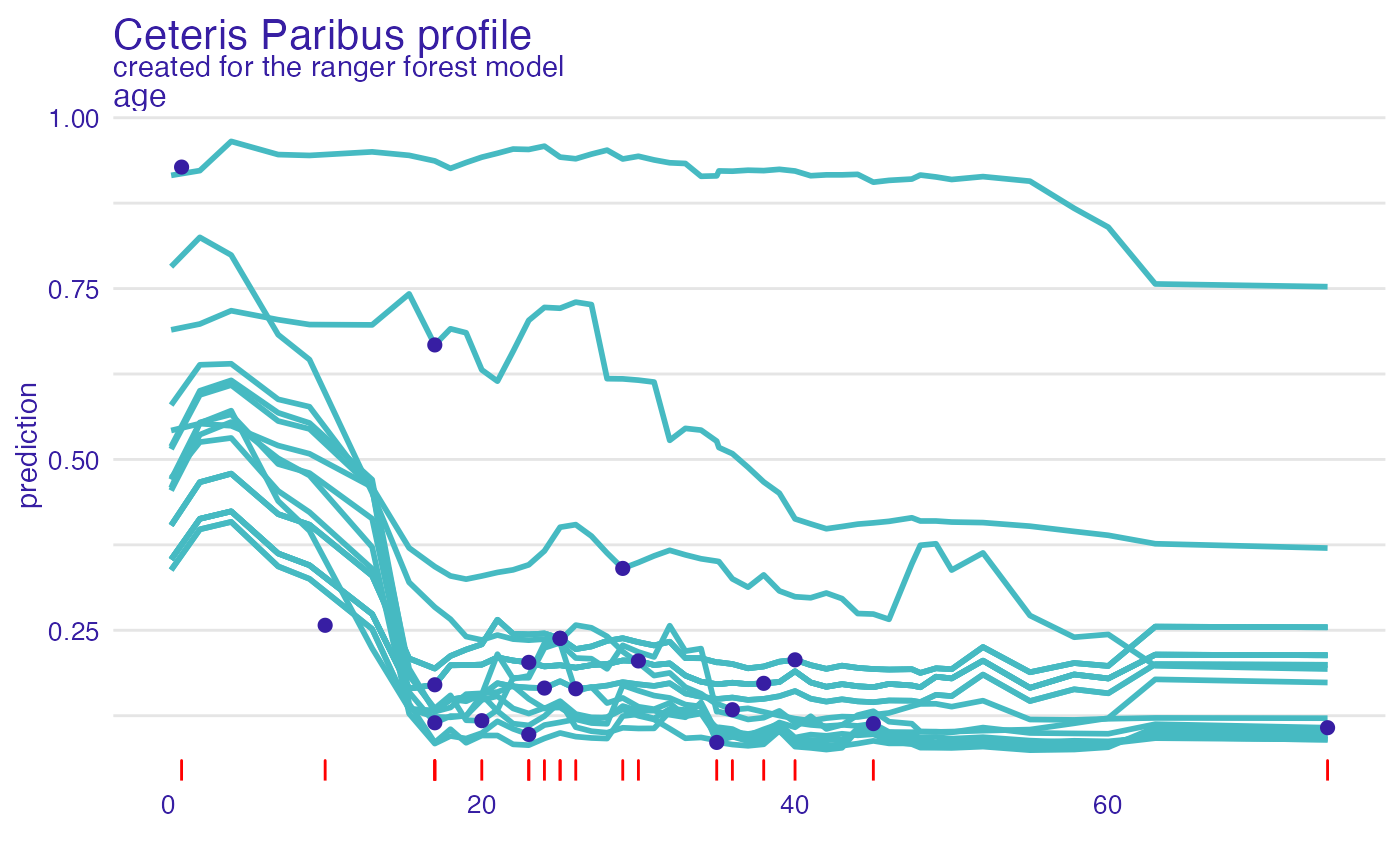 Ceteris Paribus profile
created for the ranger forest model
age
1.00
0.75
0.50
0.25
prediction
0 20 40 60